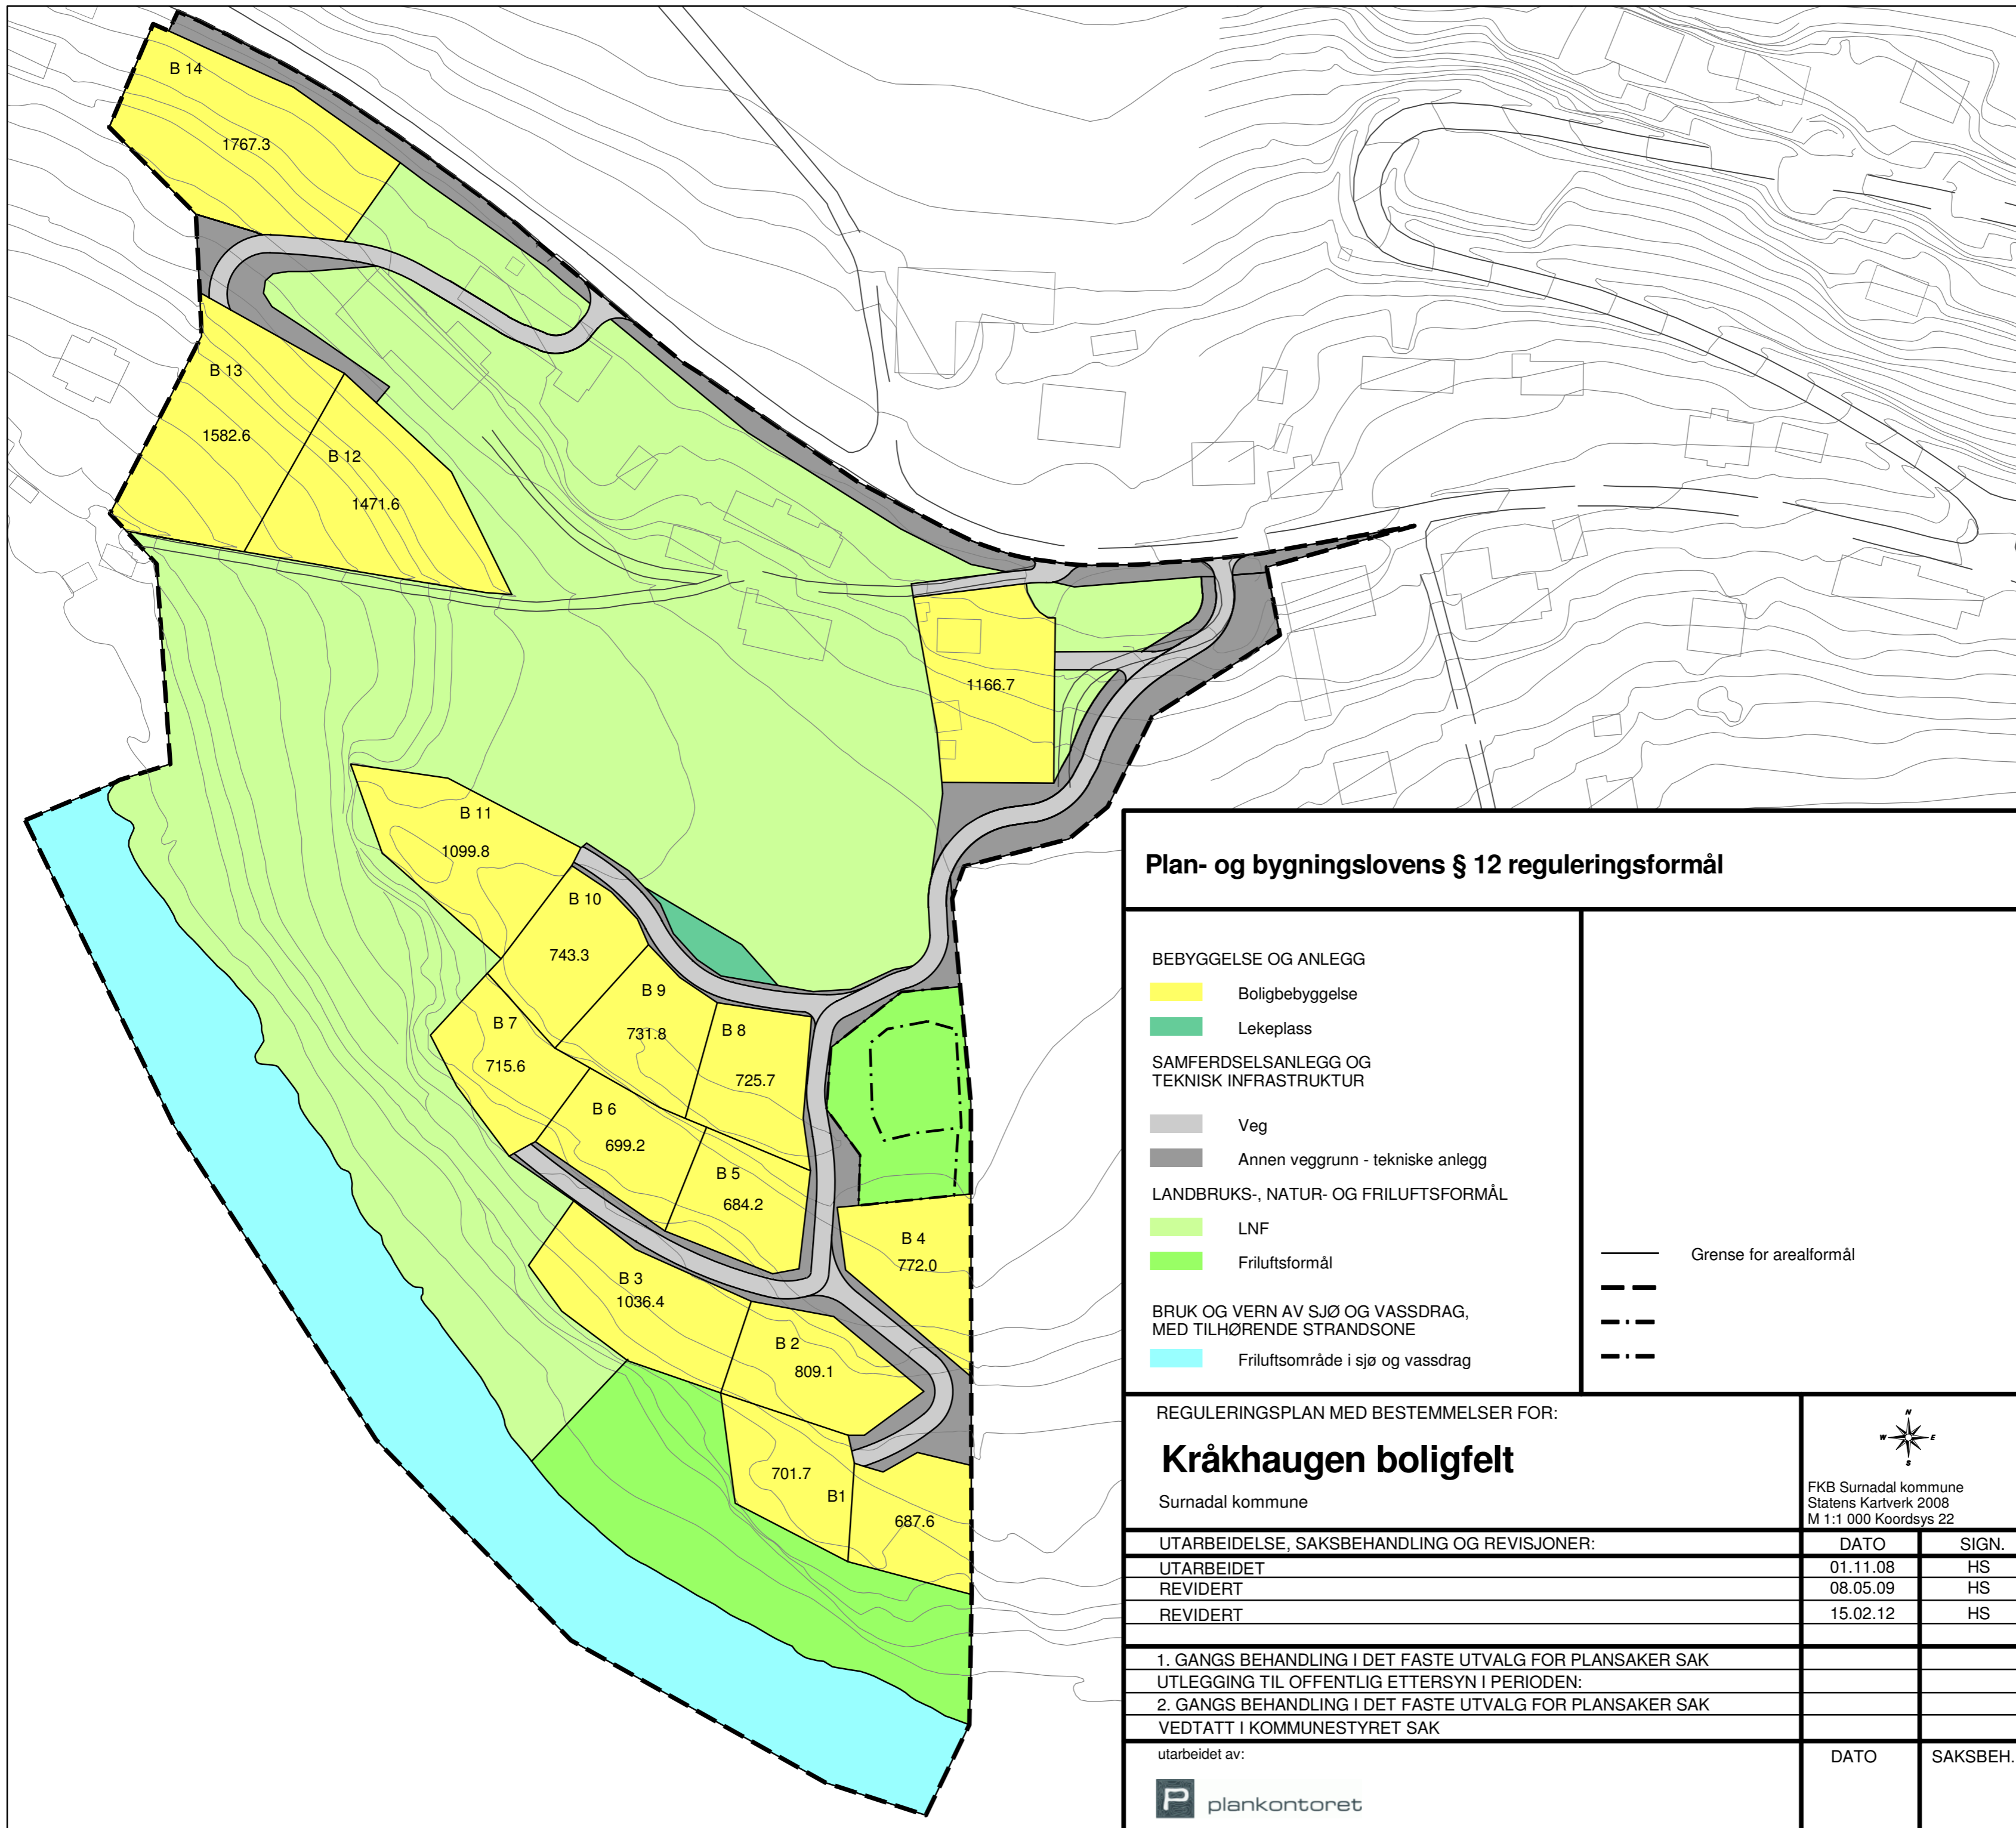 B 14
1767.3
B 13
1582.6
B 12
1471.6
1166.7
B 11
1099.8
B 10
743.3
B 9
731.8
B 8
725.7
B 7
715.6
B 6
699.2
B 5
684.2
B 4
772.0
B 3
1036.4
B 2
809.1
701.7
B1
687.6
Plan- og bygningslovens § 12 reguleringsformål
BEBYGGELSE OG ANLEGG
Boligbebyggelse
Lekeplass
SAMFERDSELSANLEGG OG
TEKNISK INFRASTRUKTUR
Veg
Annen veggrunn - tekniske anlegg
LANDBRUKS-, NATUR- OG FRILUFTSFORMÅL
LNF
Friluftsformål
BRUK OG VERN AV SJØ OG VASSDRAG,
MED TILHØRENDE STRANDSONE
Friluftsområde i sjø og vassdrag
Grense for arealformål
REGULERINGSPLAN MED BESTEMMELSER FOR:
Kråkhaugen boligfelt
Surnadal kommune
N
W E
S
FKB Surnadal kommune
Statens Kartverk 2008
M 1:1 000 Koordsys 22
UTARBEIDELSE, SAKSBEHANDLING OG REVISJONER: DATO SIGN.
UTARBEIDET 01.11.08 HS
REVIDERT 08.05.09 HS
REVIDERT 15.02.12 HS
1. GANGS BEHANDLING I DET FASTE UTVALG FOR PLANSAKER SAK
UTLEGGING TIL OFFENTLIG ETTERSYN I PERIODEN:
2. GANGS BEHANDLING I DET FASTE UTVALG FOR PLANSAKER SAK
VEDTATT I KOMMUNESTYRET SAK
utarbeidet av: DATO SAKSBEH.
P plankontoret